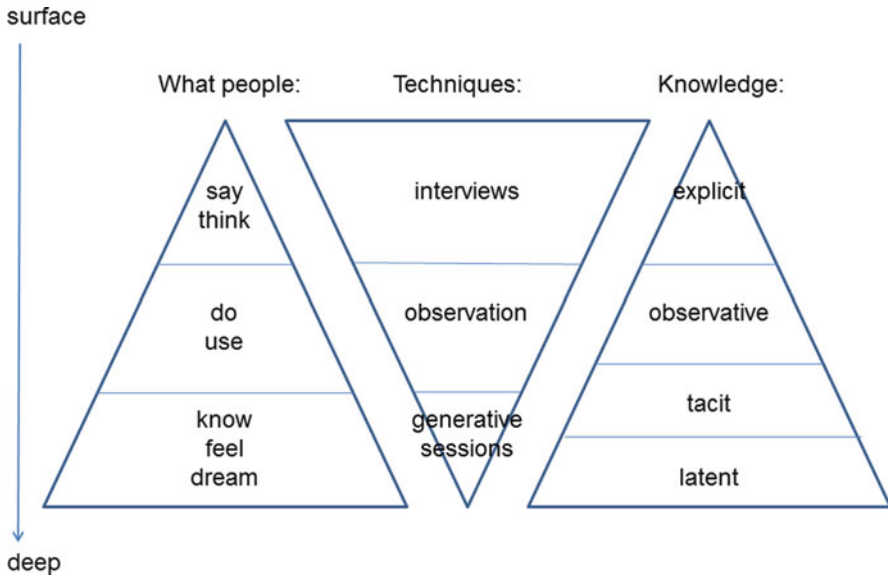 surface
What people:
Techniques:
Knowledge:
say
think
interviews
explicit
do
use
observation
observative
know
feel
dream
generative
sessions
tacit
latent
deep